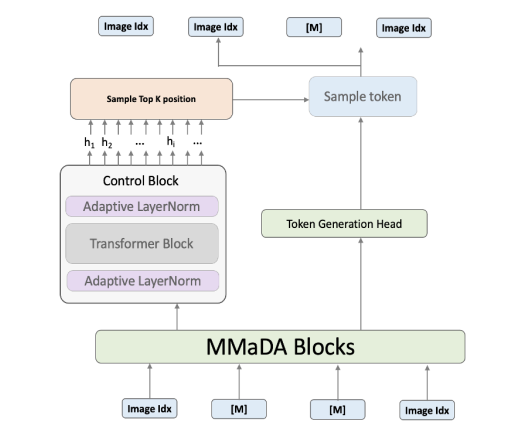 Image Idx
Image Idx
[M]
Image Idx
Sample Top K position
Sample token
h1 h2 ... hi ...
Control Block
Adaptive LayerNorm
Transformer Block
Adaptive LayerNorm
Token Generation Head
MMaDA Blocks
Image Idx
[M]
[M]
Image Idx